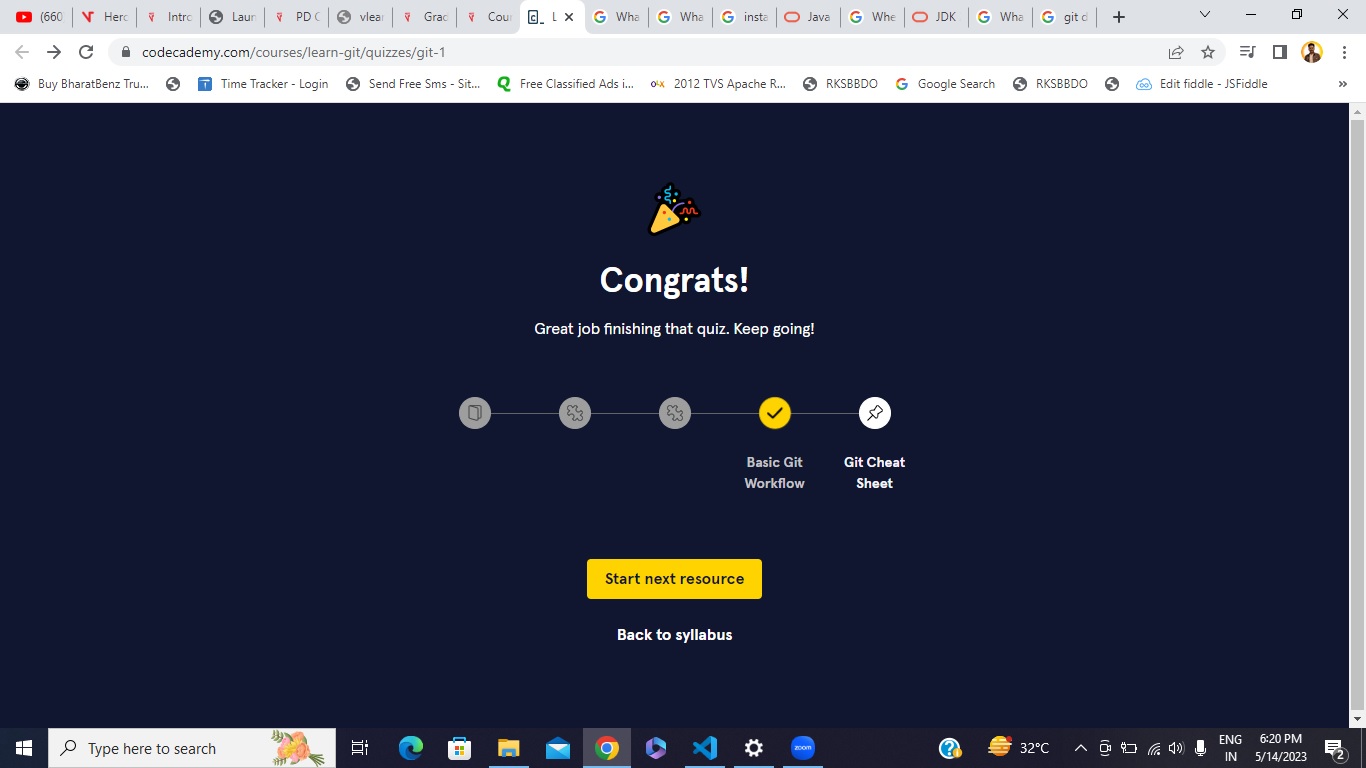 (660
Herc
Intro
Laun
PD C
vlear
Grac
Cour
L
Wha
Wha
insta
Java
Whe
JDK
Wha
git d
codecademy.com/courses/learn-git/quizzes/git-1
Buy BharatBenz Tru...
Time Tracker - Login
Send Free Sms - Sit...
Free Classified Ads i...
OLX
2012 TVS Apache R...
RKSBBDO
Google Search
RKSBBDO
Edit fiddle - JSFiddle
»
Congrats!
Great job finishing that quiz. Keep going!
Basic Git
Workflow
Git Cheat
Sheet
Start next resource
Back to syllabus
Type here to search
zoom
32°C
ENG
IN
6:20 PM
5/14/2023
2